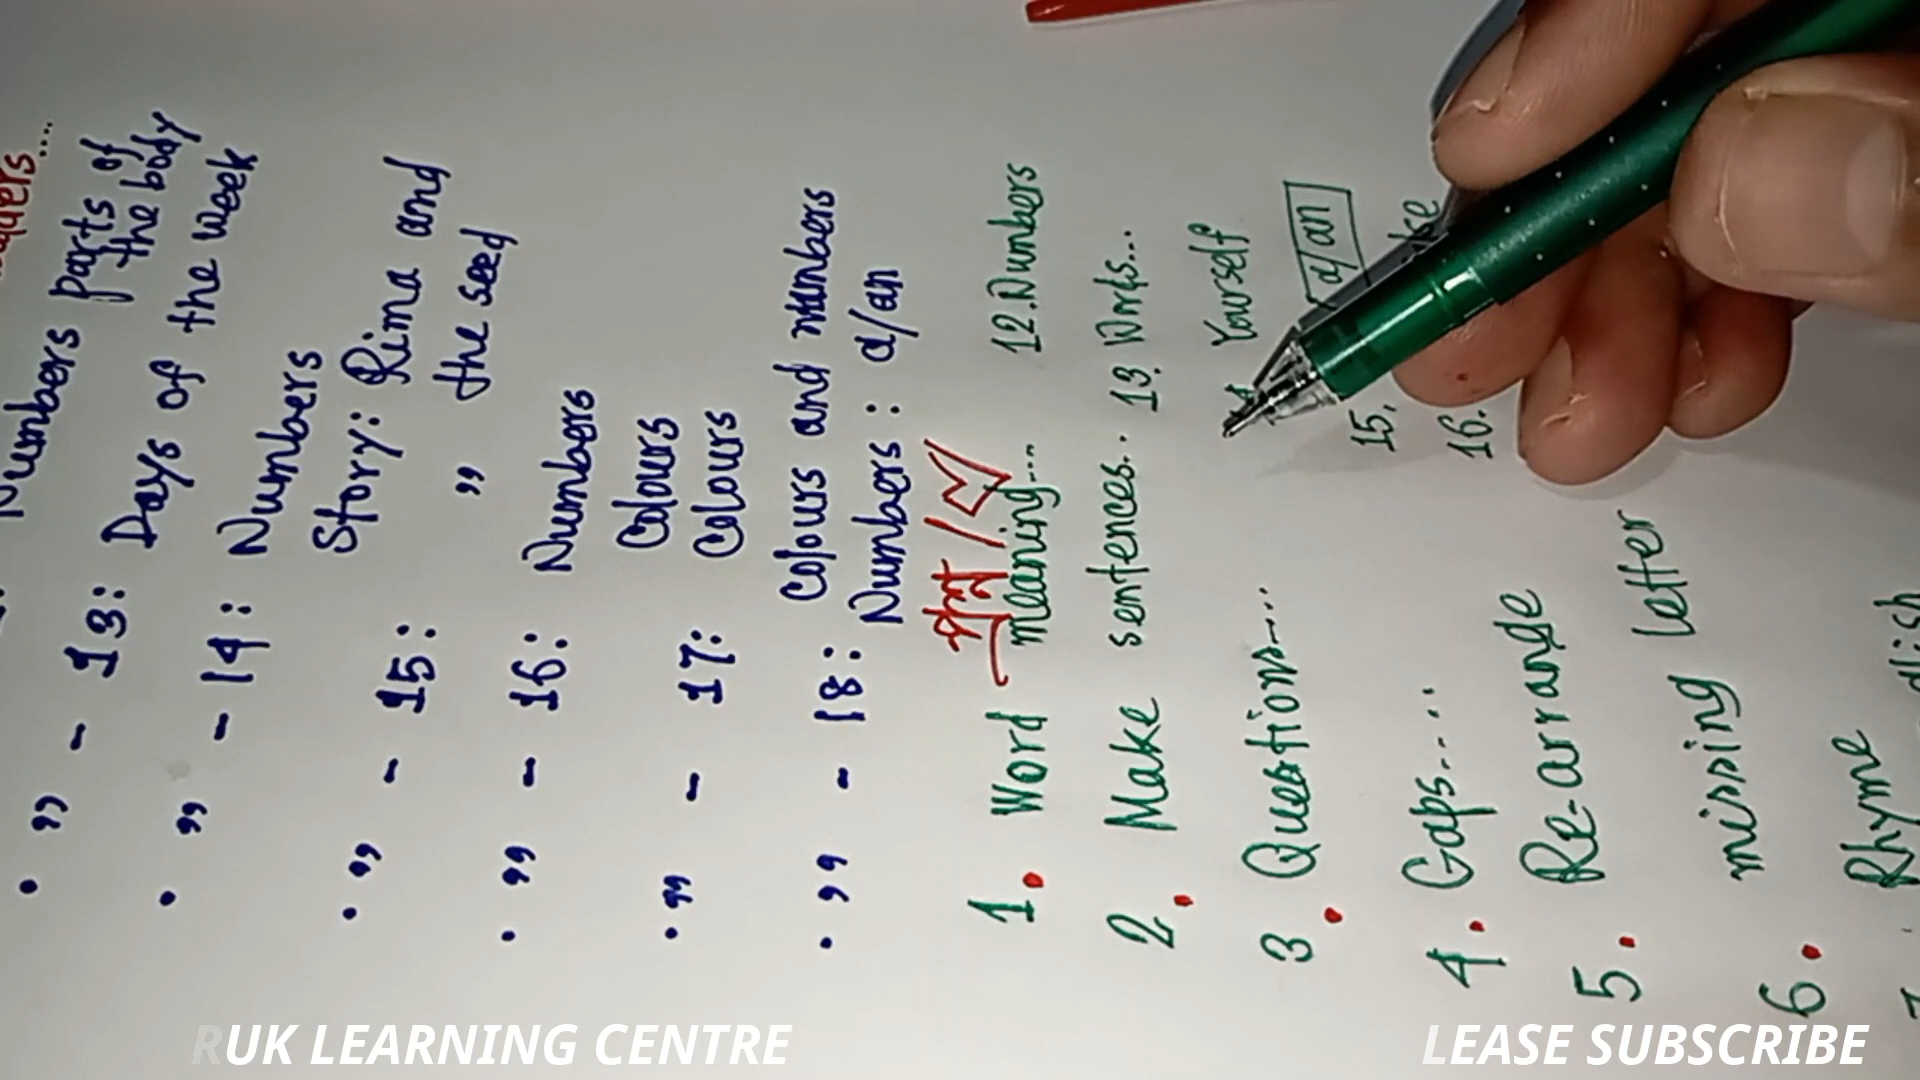 Numbers parts of
the body
" - 13: Days of the week
" - 14: Numbers
Story: Rima and
" - 15: " the seed
" - 16: Numbers
Colours
" - 17: Colours
Colours and numbers
" - 18: Numbers: a/an
1. Word meaning... 12. Numbers
2. Make sentences.. 13. Words...
3. Questions.... Yourself
4. Gaps..... 15. a/an
5. Re-arrange 16.
missing letter
6. Rhyme
RUK LEARNING CENTRE
LEASE SUBSCRIBE